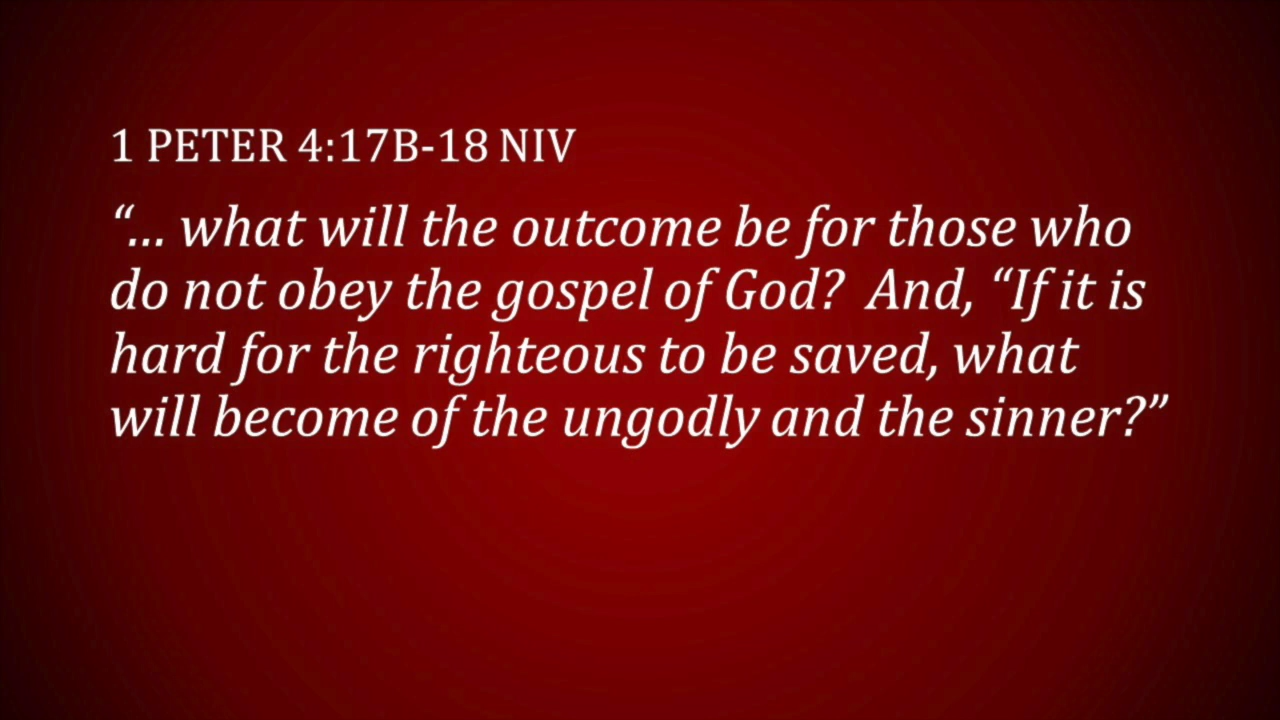 1 PETER 4:17B-18 NIV
“... what will the outcome be for those who
do not obey the gospel of God?  And, “If it is
hard for the righteous to be saved, what
will become of the ungodly and the sinner?”